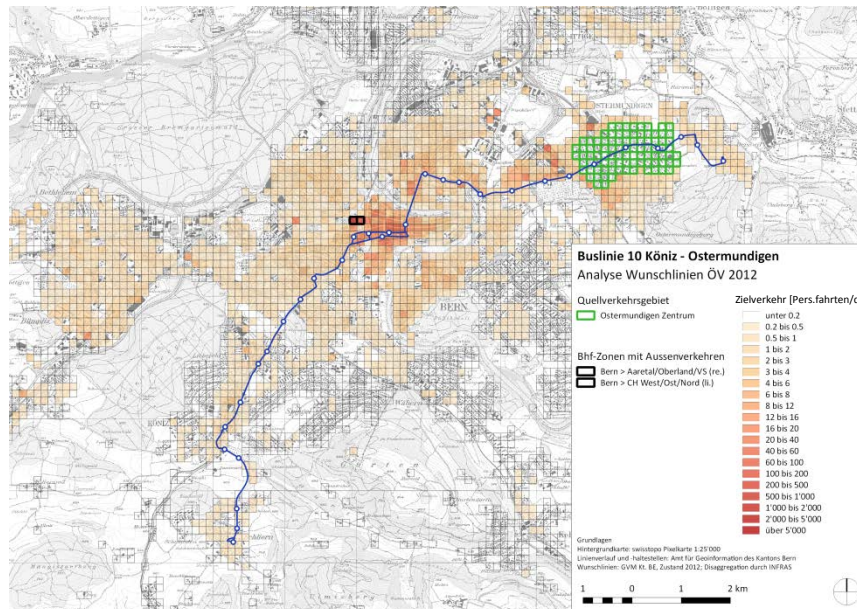 OSTERMUNDIGEN
BERN
KÖNIZ
Buslinie 10 Köniz - Ostermundigen
Analyse Wunschlinien ÖV 2012
Quellverkehrsgebiet
Ostermundigen Zentrum
Bhf-Zonen mit Aussenverkehren
Bern > Aaretal/Oberland/VS (re.)
Bern > CH West/Ost/Nord (li.)
Zielverkehr [Pers.fahrten/d
unter 0.2
0.2 bis 0.5
0.5 bis 1
1 bis 2
2 bis 3
3 bis 4
4 bis 6
6 bis 8
8 bis 12
12 bis 16
16 bis 20
20 bis 40
40 bis 60
60 bis 100
100 bis 200
200 bis 500
500 bis 1'000
1'000 bis 2'000
2'000 bis 5'000
über 5'000
Grundlagen
Hintergrundkarte: swisstopo Pixelkarte 1:25'000
Linienverlauf und -haltestellen: Amt für Geoinformation des Kantons Bern
Wunschlinien: GVM Kt. BE, Zustand 2012; Disaggregation durch INFRAS
1 0 1 2 km